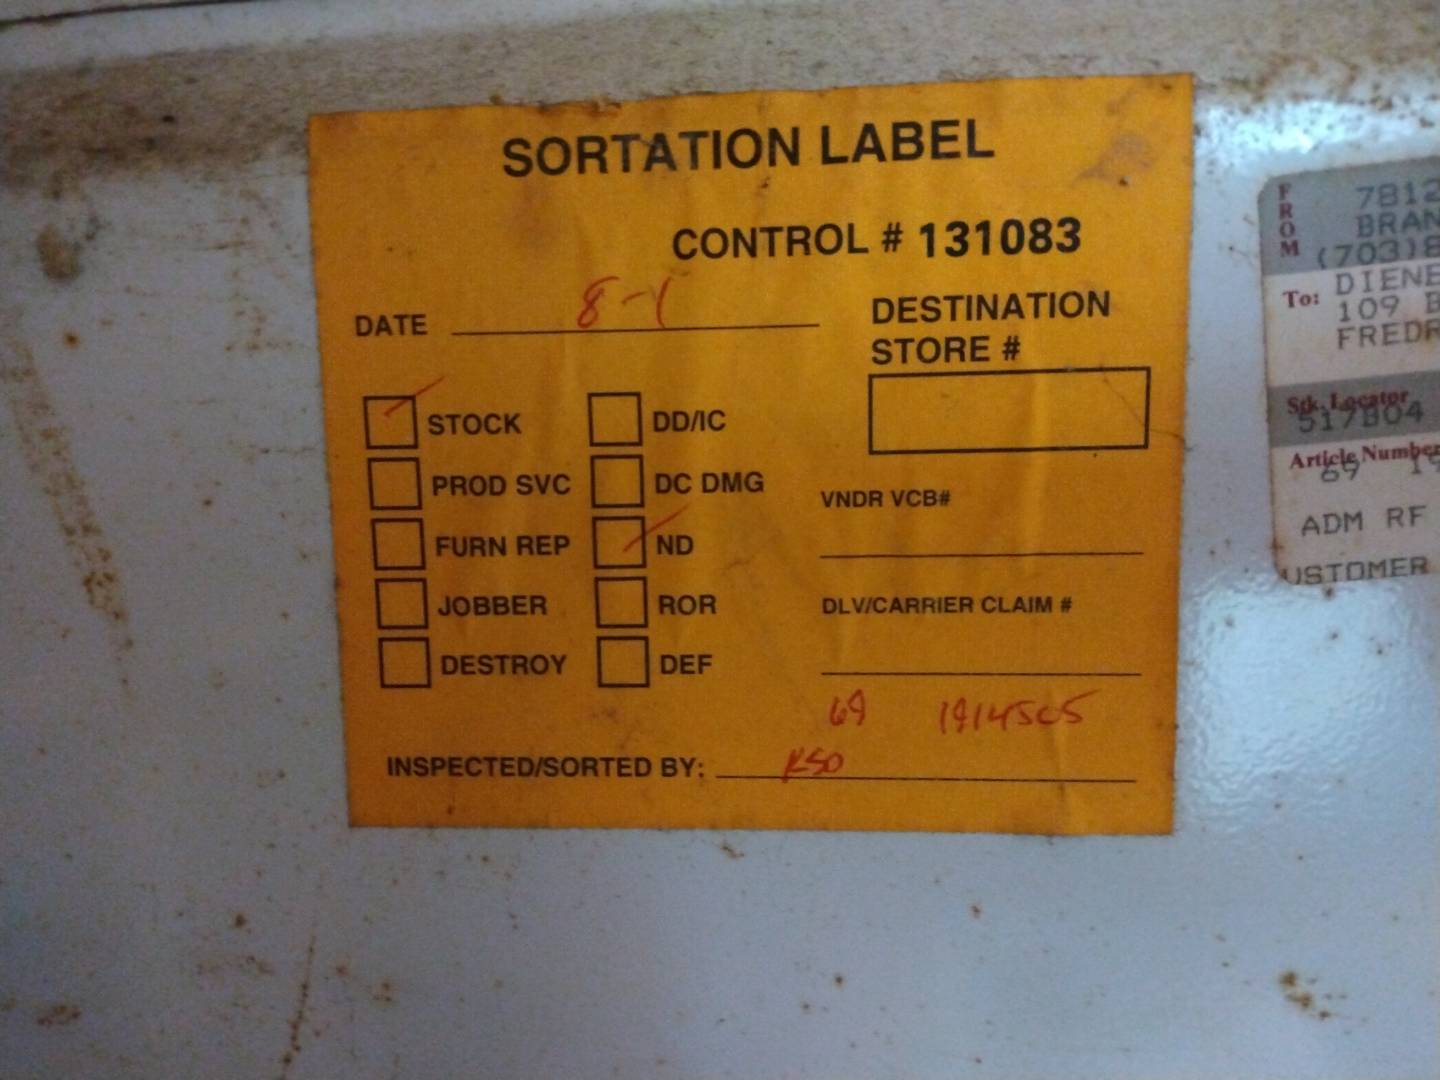 SORTATION LABEL
CONTROL # 131083
DATE 8-1
DESTINATION
STORE #
STOCK DD/IC
PROD SVC DC DMG
VNDR VCB#
FURN REP ND
JOBBER ROR
DLV/CARRIER CLAIM #
DESTROY DEF
69 1914505
INSPECTED/SORTED BY: KSO
FROM
7812
BRAN
(703)8
To: DIENE
109 B
FREDR
Stk. Locator
517B04
Article Number
69 19
ADM RF
USTOMER